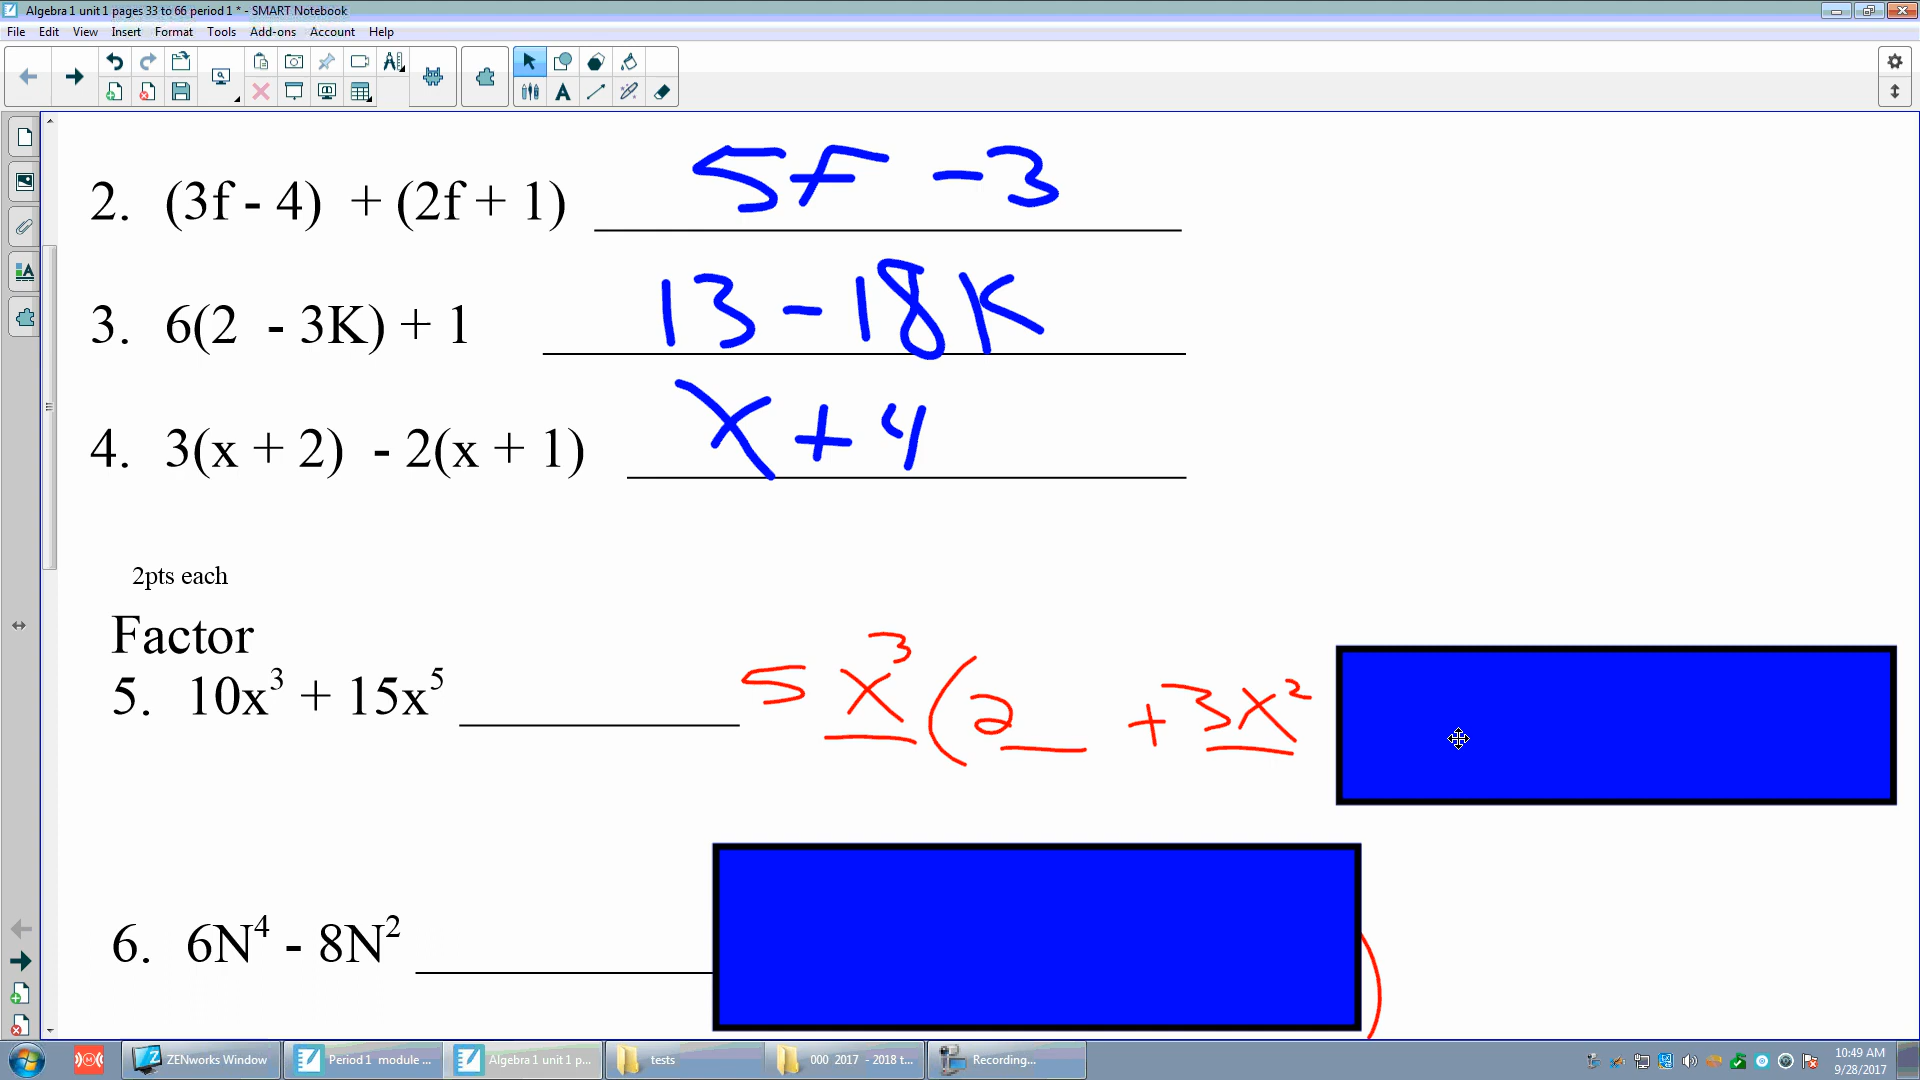 Algebra 1 unit 1 pages 33 to 66 period 1 * - SMART Notebook
File Edit View Insert Format Tools Add-ons Account Help
2. (3f - 4) + (2f + 1) 5F - 3
3. 6(2 - 3K) + 1 13 - 18K
4. 3(x + 2) - 2(x + 1) x + 4
2pts each
Factor
5. 10x³ + 15x⁵ 5x³(2 + 3x²
6. 6N⁴ - 8N² )
ZENworks Window Period 1 module ... Algebra 1 unit 1 p... tests 000 2017 - 2018 t... Recording... 10:49 AM
9/28/2017